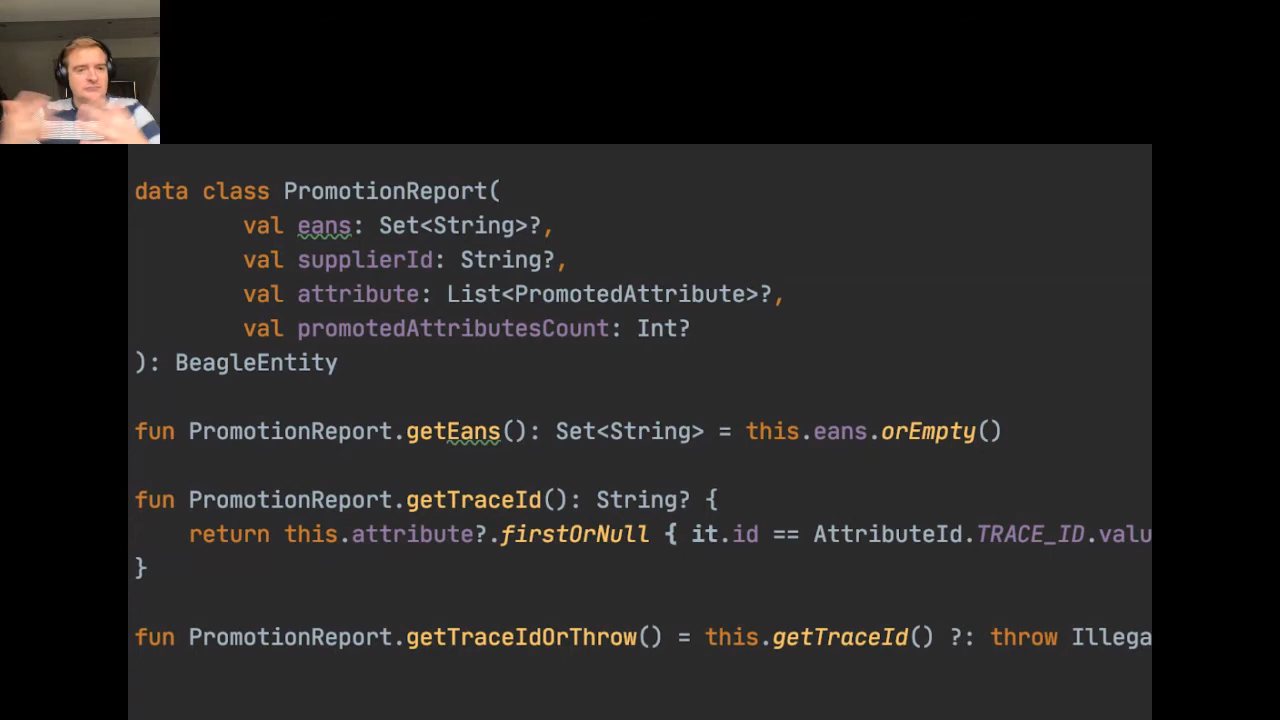 data class PromotionReport(
val eans: Set<String>?,
val supplierId: String?,
val attribute: List<PromotedAttribute>?,
val promotedAttributesCount: Int?
): BeagleEntity
fun PromotionReport.getEans(): Set<String> = this.eans.orEmpty()
fun PromotionReport.getTraceId(): String? {
return this.attribute?.firstOrNull { it.id == AttributeId.TRACE_ID.valu
}
fun PromotionReport.getTraceIdOrThrow() = this.getTraceId() ?: throw Illega